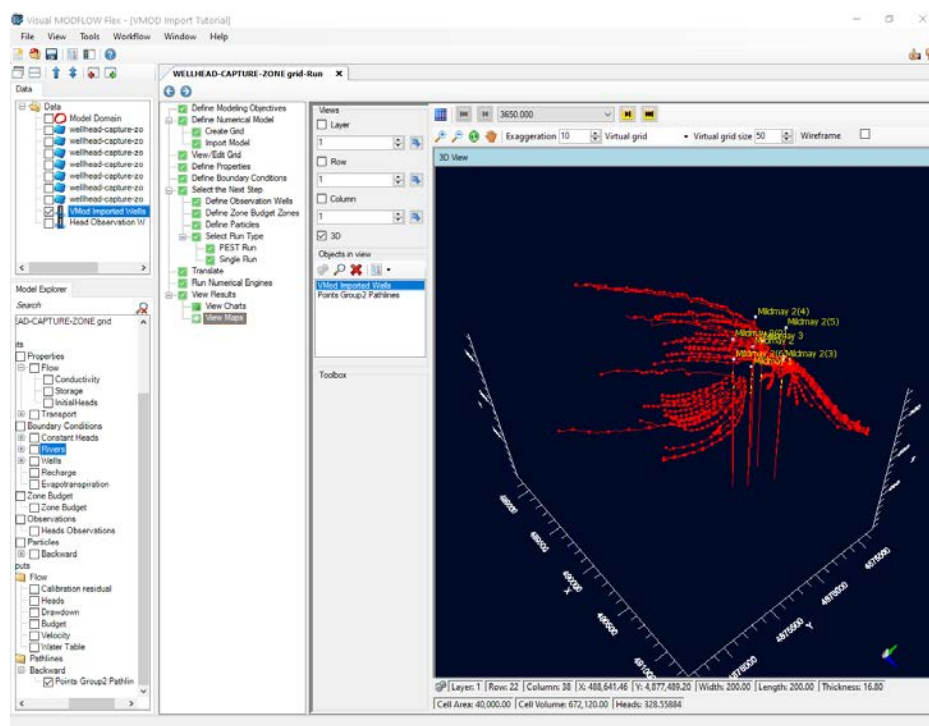 Visual MODFLOW Flex - [VMOD Import Tutorial]
File View Tools Workflow Window Help
Data
Data
Model Domain
wellhead-capture-zo
wellhead-capture-zo
wellhead-capture-zo
wellhead-capture-zo
wellhead-capture-zo
VMod Imported Wells
Head Observation W
Model Explorer
Search
AD-CAPTURE-ZONE grid
Properties
Flow
Conductivity
Storage
InitialHeads
Transport
Boundary Conditions
Constant Heads
Rivers
Wells
Recharge
Evapotranspiration
Zone Budget
Zone Budget
Observations
Heads Observations
Particles
Backward
puts
Flow
Calibration residual
Heads
Drawdown
Budget
Velocity
Water Table
Pathlines
Backward
Points Group2 Pathlin
WELLHEAD-CAPTURE-ZONE grid-Run X
Define Modeling Objectives
Define Numerical Model
Create Grid
Import Model
View/Edit Grid
Define Properties
Define Boundary Conditions
Select the Next Step
Define Observation Wells
Define Zone Budget Zones
Define Particles
Select Run Type
PEST Run
Single Run
Translate
Run Numerical Engines
View Results
View Charts
View Maps
Views
Layer
1
Row
1
Column
1
3D
Objects in view
VMod Imported Wells
Points Group2 Pathlines
Toolbox
3650.000
Exaggeration 10 Virtual grid Virtual grid size 50 Wireframe
3D View
Mildmay 2(4)
Mildmay 2(5)
Mildmay 3
Mildmay 2
Mildmay 2(3)
489000
489500
490000
X
490500
491000
4876000
4875500
Y
Layer: 1 Row: 22 Column: 38 X: 488,641.46 Y: 4,877,489.20 Width: 200.00 Length: 200.00 Thickness: 16.80
Cell Area: 40,000.00 Cell Volume: 672,120.00 Heads: 328.55884